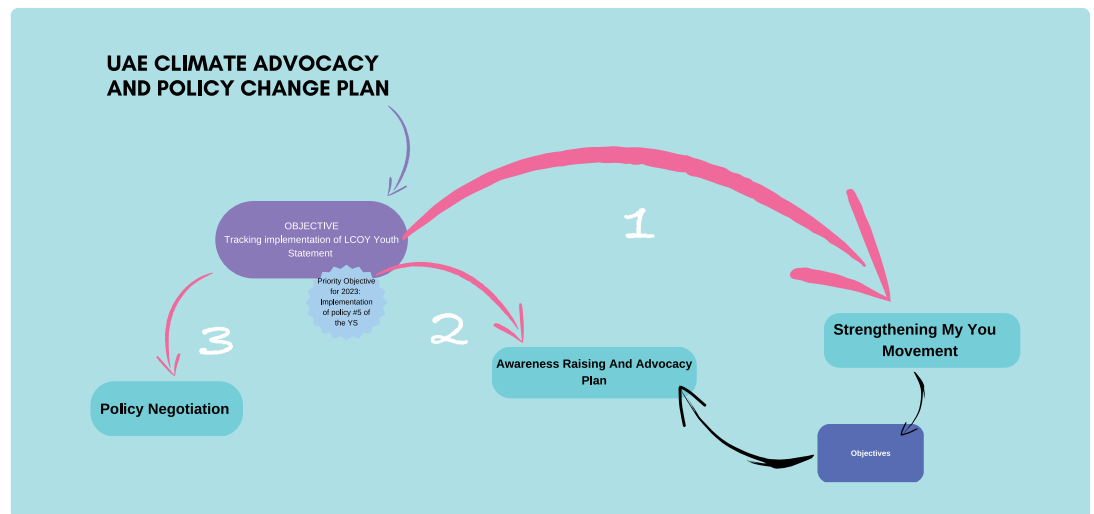 UAE CLIMATE ADVOCACY
AND POLICY CHANGE PLAN
OBJECTIVE
Tracking implementation of LCOY Youth
Statement
Priority Objective
for 2023:
Implementation
of policy #5 of
the YS
1
2
3
Strengthening My You
Movement
Awareness Raising And Advocacy
Plan
Policy Negotiation
Objectives